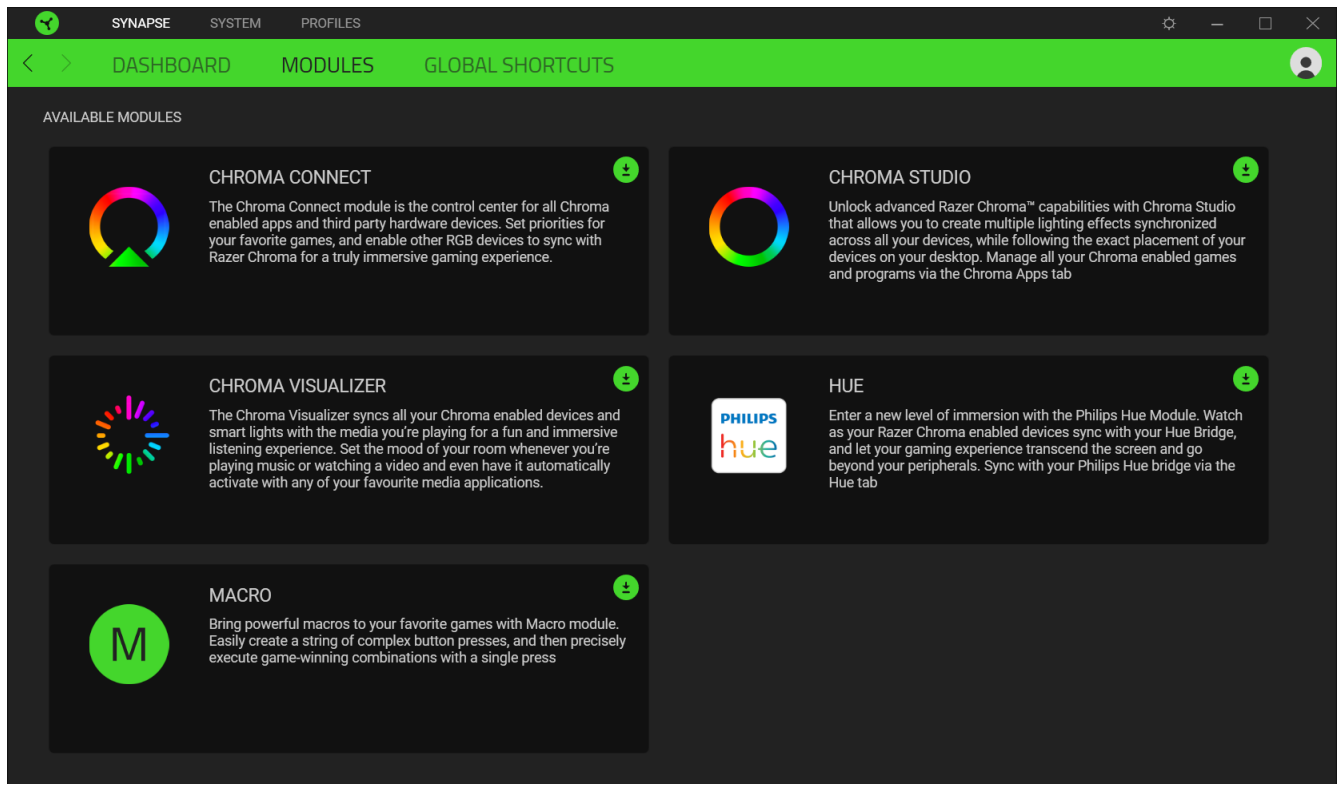 SYNAPSE SYSTEM PROFILES
DASHBOARD MODULES GLOBAL SHORTCUTS
AVAILABLE MODULES
CHROMA CONNECT
The Chroma Connect module is the control center for all Chroma
enabled apps and third party hardware devices. Set priorities for
your favorite games, and enable other RGB devices to sync with
Razer Chroma for a truly immersive gaming experience.
CHROMA STUDIO
Unlock advanced Razer Chroma™ capabilities with Chroma Studio
that allows you to create multiple lighting effects synchronized
across all your devices, while following the exact placement of your
devices on your desktop. Manage all your Chroma enabled games
and programs via the Chroma Apps tab
CHROMA VISUALIZER
The Chroma Visualizer syncs all your Chroma enabled devices and
smart lights with the media you're playing for a fun and immersive
listening experience. Set the mood of your room whenever you're
playing music or watching a video and even have it automatically
activate with any of your favourite media applications.
PHILIPS
hue
HUE
Enter a new level of immersion with the Philips Hue Module. Watch
as your Razer Chroma enabled devices sync with your Hue Bridge,
and let your gaming experience transcend the screen and go
beyond your peripherals. Sync with your Philips Hue bridge via the
Hue tab
M
MACRO
Bring powerful macros to your favorite games with Macro module.
Easily create a string of complex button presses, and then precisely
execute game-winning combinations with a single press